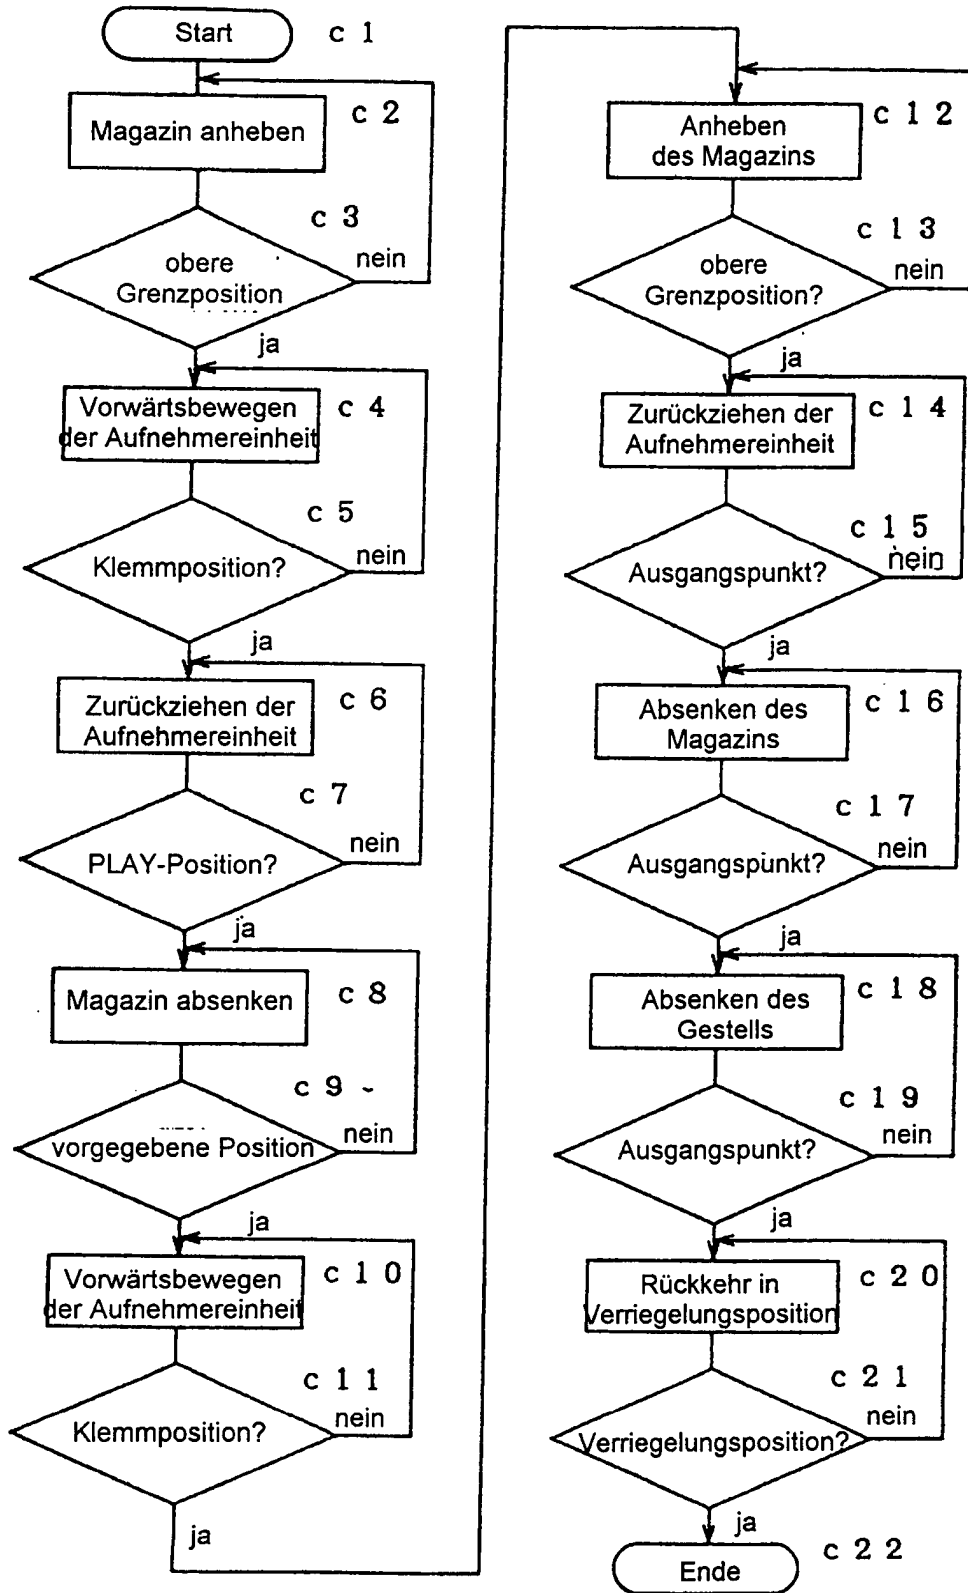 Start
c 1
Magazin anheben
c 2
c 3
obere
Grenzposition
nein
ja
Vorwärtsbewegen
der Aufnehmereinheit
c 4
c 5
Klemmposition?
nein
ja
Zurückziehen der
Aufnehmereinheit
c 6
c 7
PLAY-Position?
nein
ja
Magazin absenken
c 8
c 9
vorgegebene Position
nein
ja
Vorwärtsbewegen
der Aufnehmereinheit
c 1 0
c 1 1
Klemmposition?
nein
ja
Anheben
des Magazins
c 1 2
c 1 3
obere
Grenzposition?
nein
ja
Zurückziehen der
Aufnehmereinheit
c 1 4
c 1 5
Ausgangspunkt?
nein
ja
Absenken des
Magazins
c 1 6
c 1 7
Ausgangspunkt?
nein
ja
Absenken des
Gestells
c 1 8
c 1 9
Ausgangspunkt?
nein
ja
Rückkehr in
Verriegelungsposition
c 2 0
c 2 1
Verriegelungsposition?
nein
ja
Ende
c 2 2